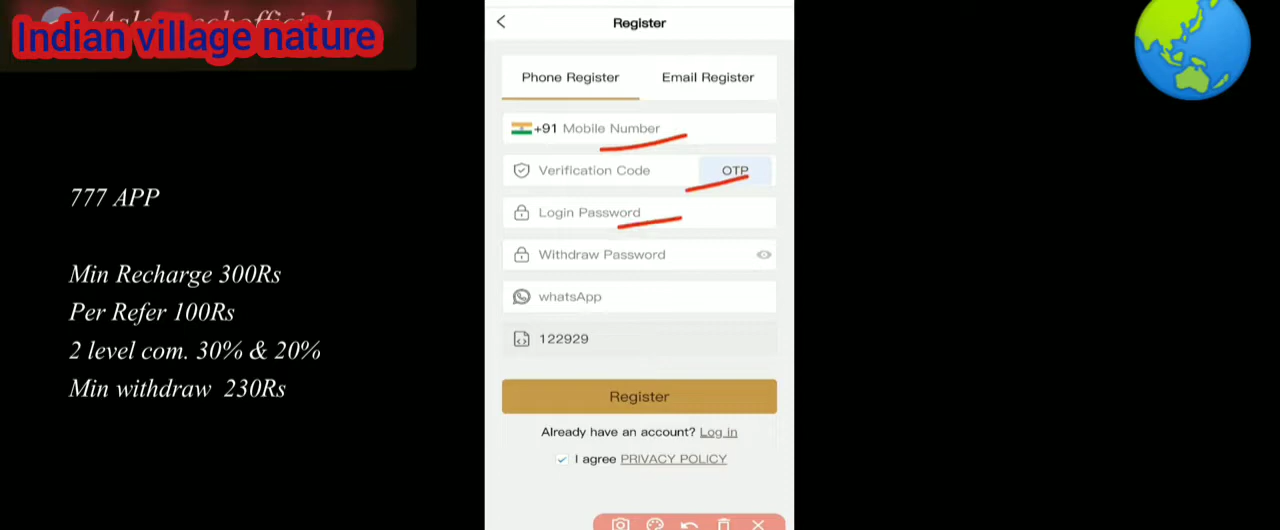 Indian village nature
777 APP
Min Recharge 300Rs
Per Refer 100Rs
2 level com. 30% & 20%
Min withdraw 230Rs
Register
Phone Register Email Register
+91 Mobile Number
Verification Code OTP
Login Password
Withdraw Password
whatsApp
122929
Register
Already have an account? Log in
I agree PRIVACY POLICY